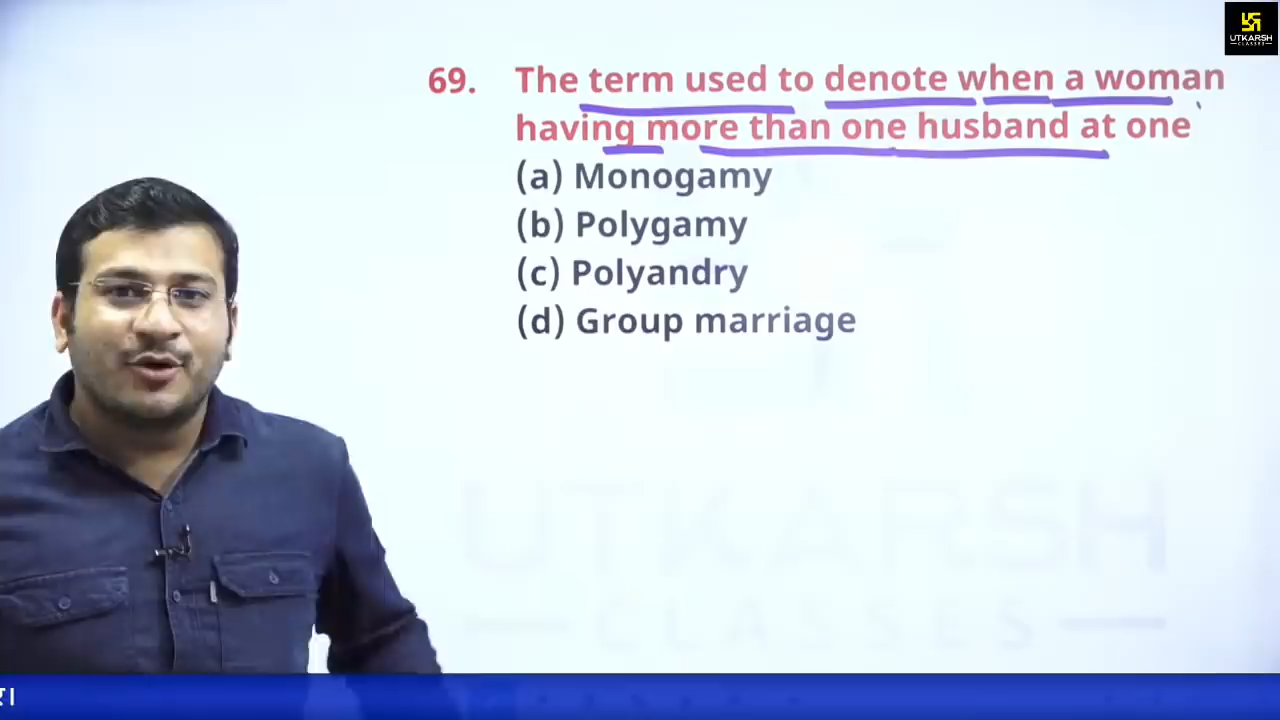 UTKARSH
CLASSES
69. The term used to denote when a woman
having more than one husband at one
(a) Monogamy
(b) Polygamy
(c) Polyandry
(d) Group marriage
UTKARSH
CLASSES